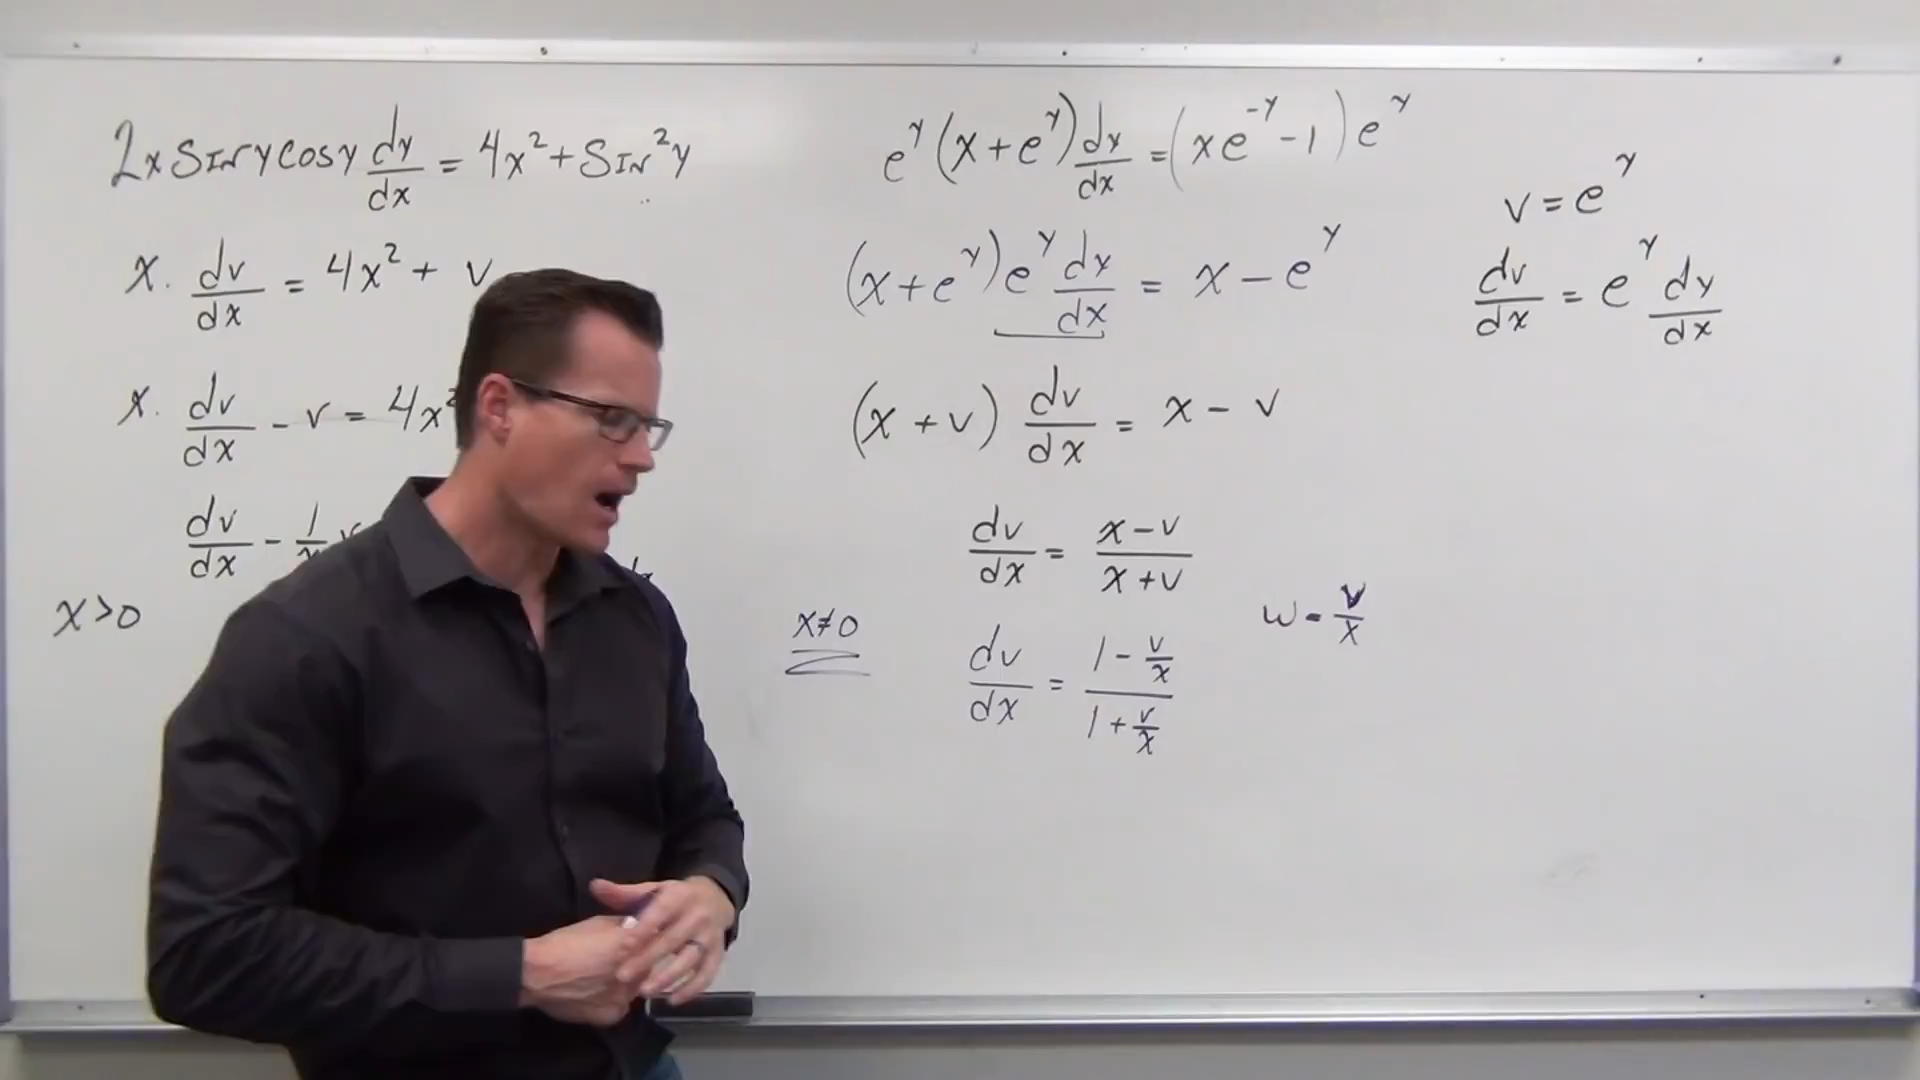 2x SIN y cos y dy/dx = 4x² + SIN² y
x · dv/dx = 4x² + v
x · dv/dx - v = 4x²
dv/dx - 1/x v
x > 0
e^y (x + e^y) dy/dx = (x e^-y - 1) e^y
(x + e^y) e^y dy/dx = x - e^y
(x + v) dv/dx = x - v
dv/dx = (x - v)/(x + v)
x ≠ 0
dv/dx = (1 - v/x)/(1 + v/x)
w = v/x
v = e^y
dv/dx = e^y dy/dx